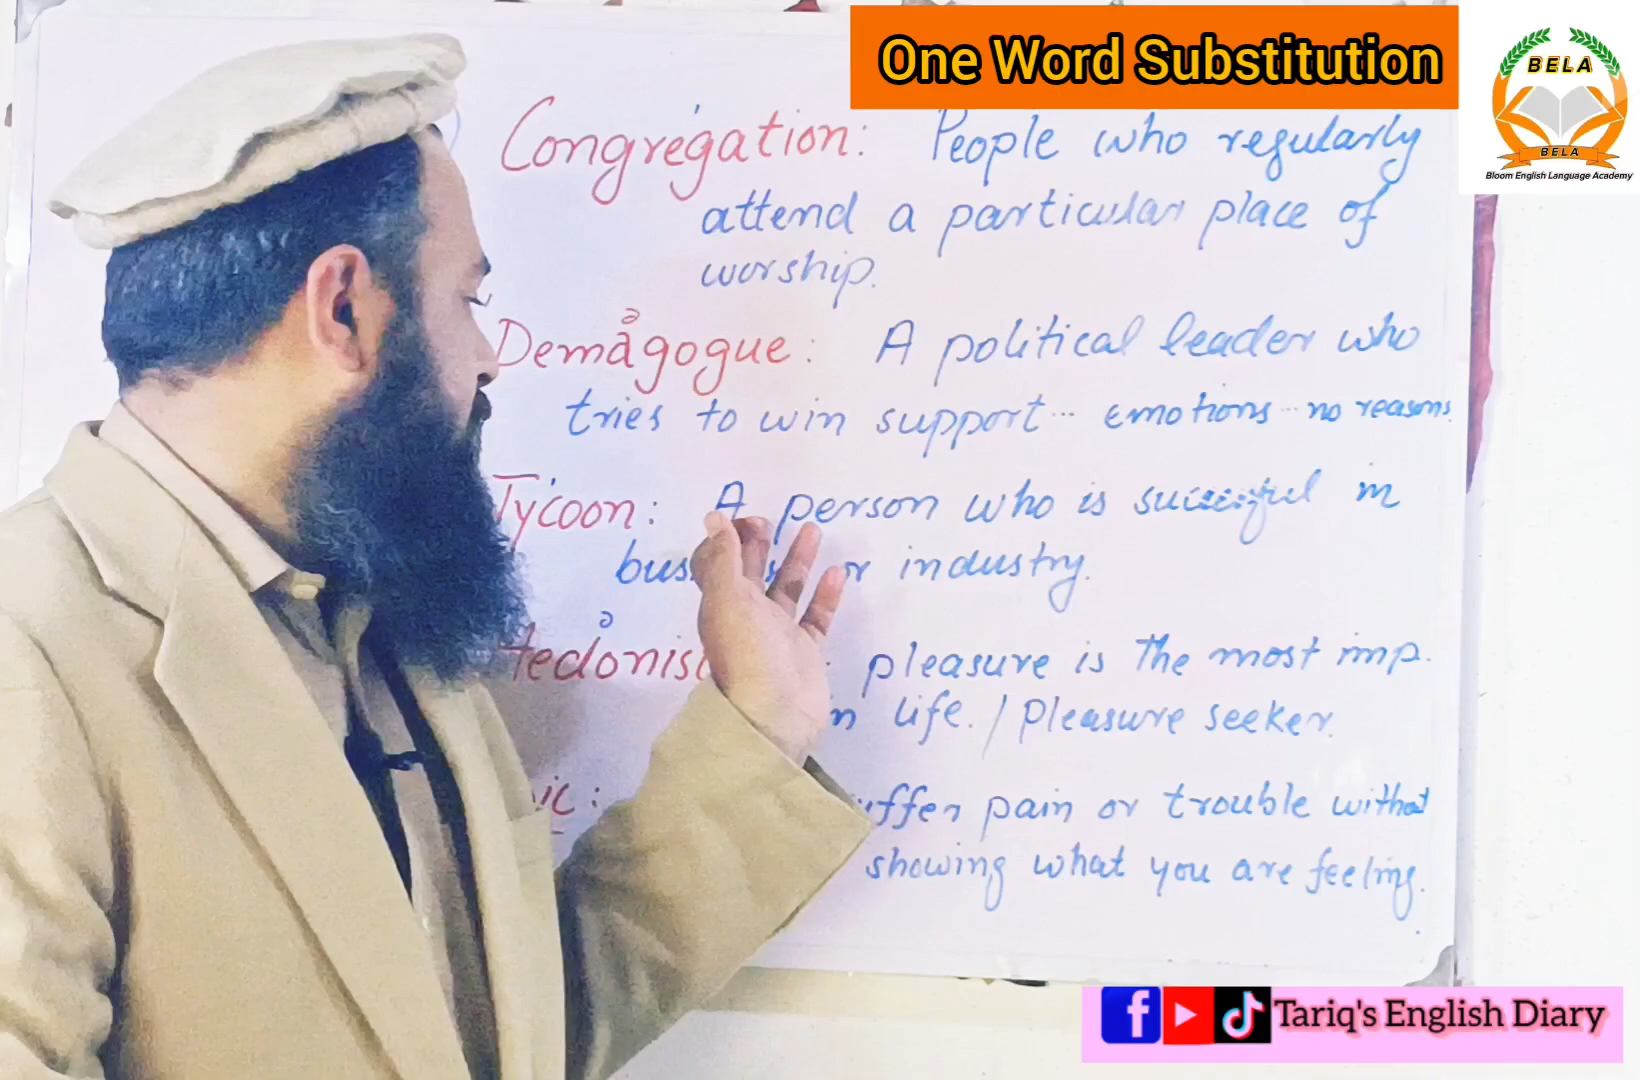 One Word Substitution
BELA
BELA
Bloom English Language Academy
Congregation: People who regularly
attend a particular place of
worship.
Demagogue: A political leader who
tries to win support... emotions... no reasons.
Tycoon: A person who is successful in
or industry.
pleasure is the most imp.
life. / Pleasure seeker.
pain or trouble without
showing what you are feeling.
Tariq's English Diary